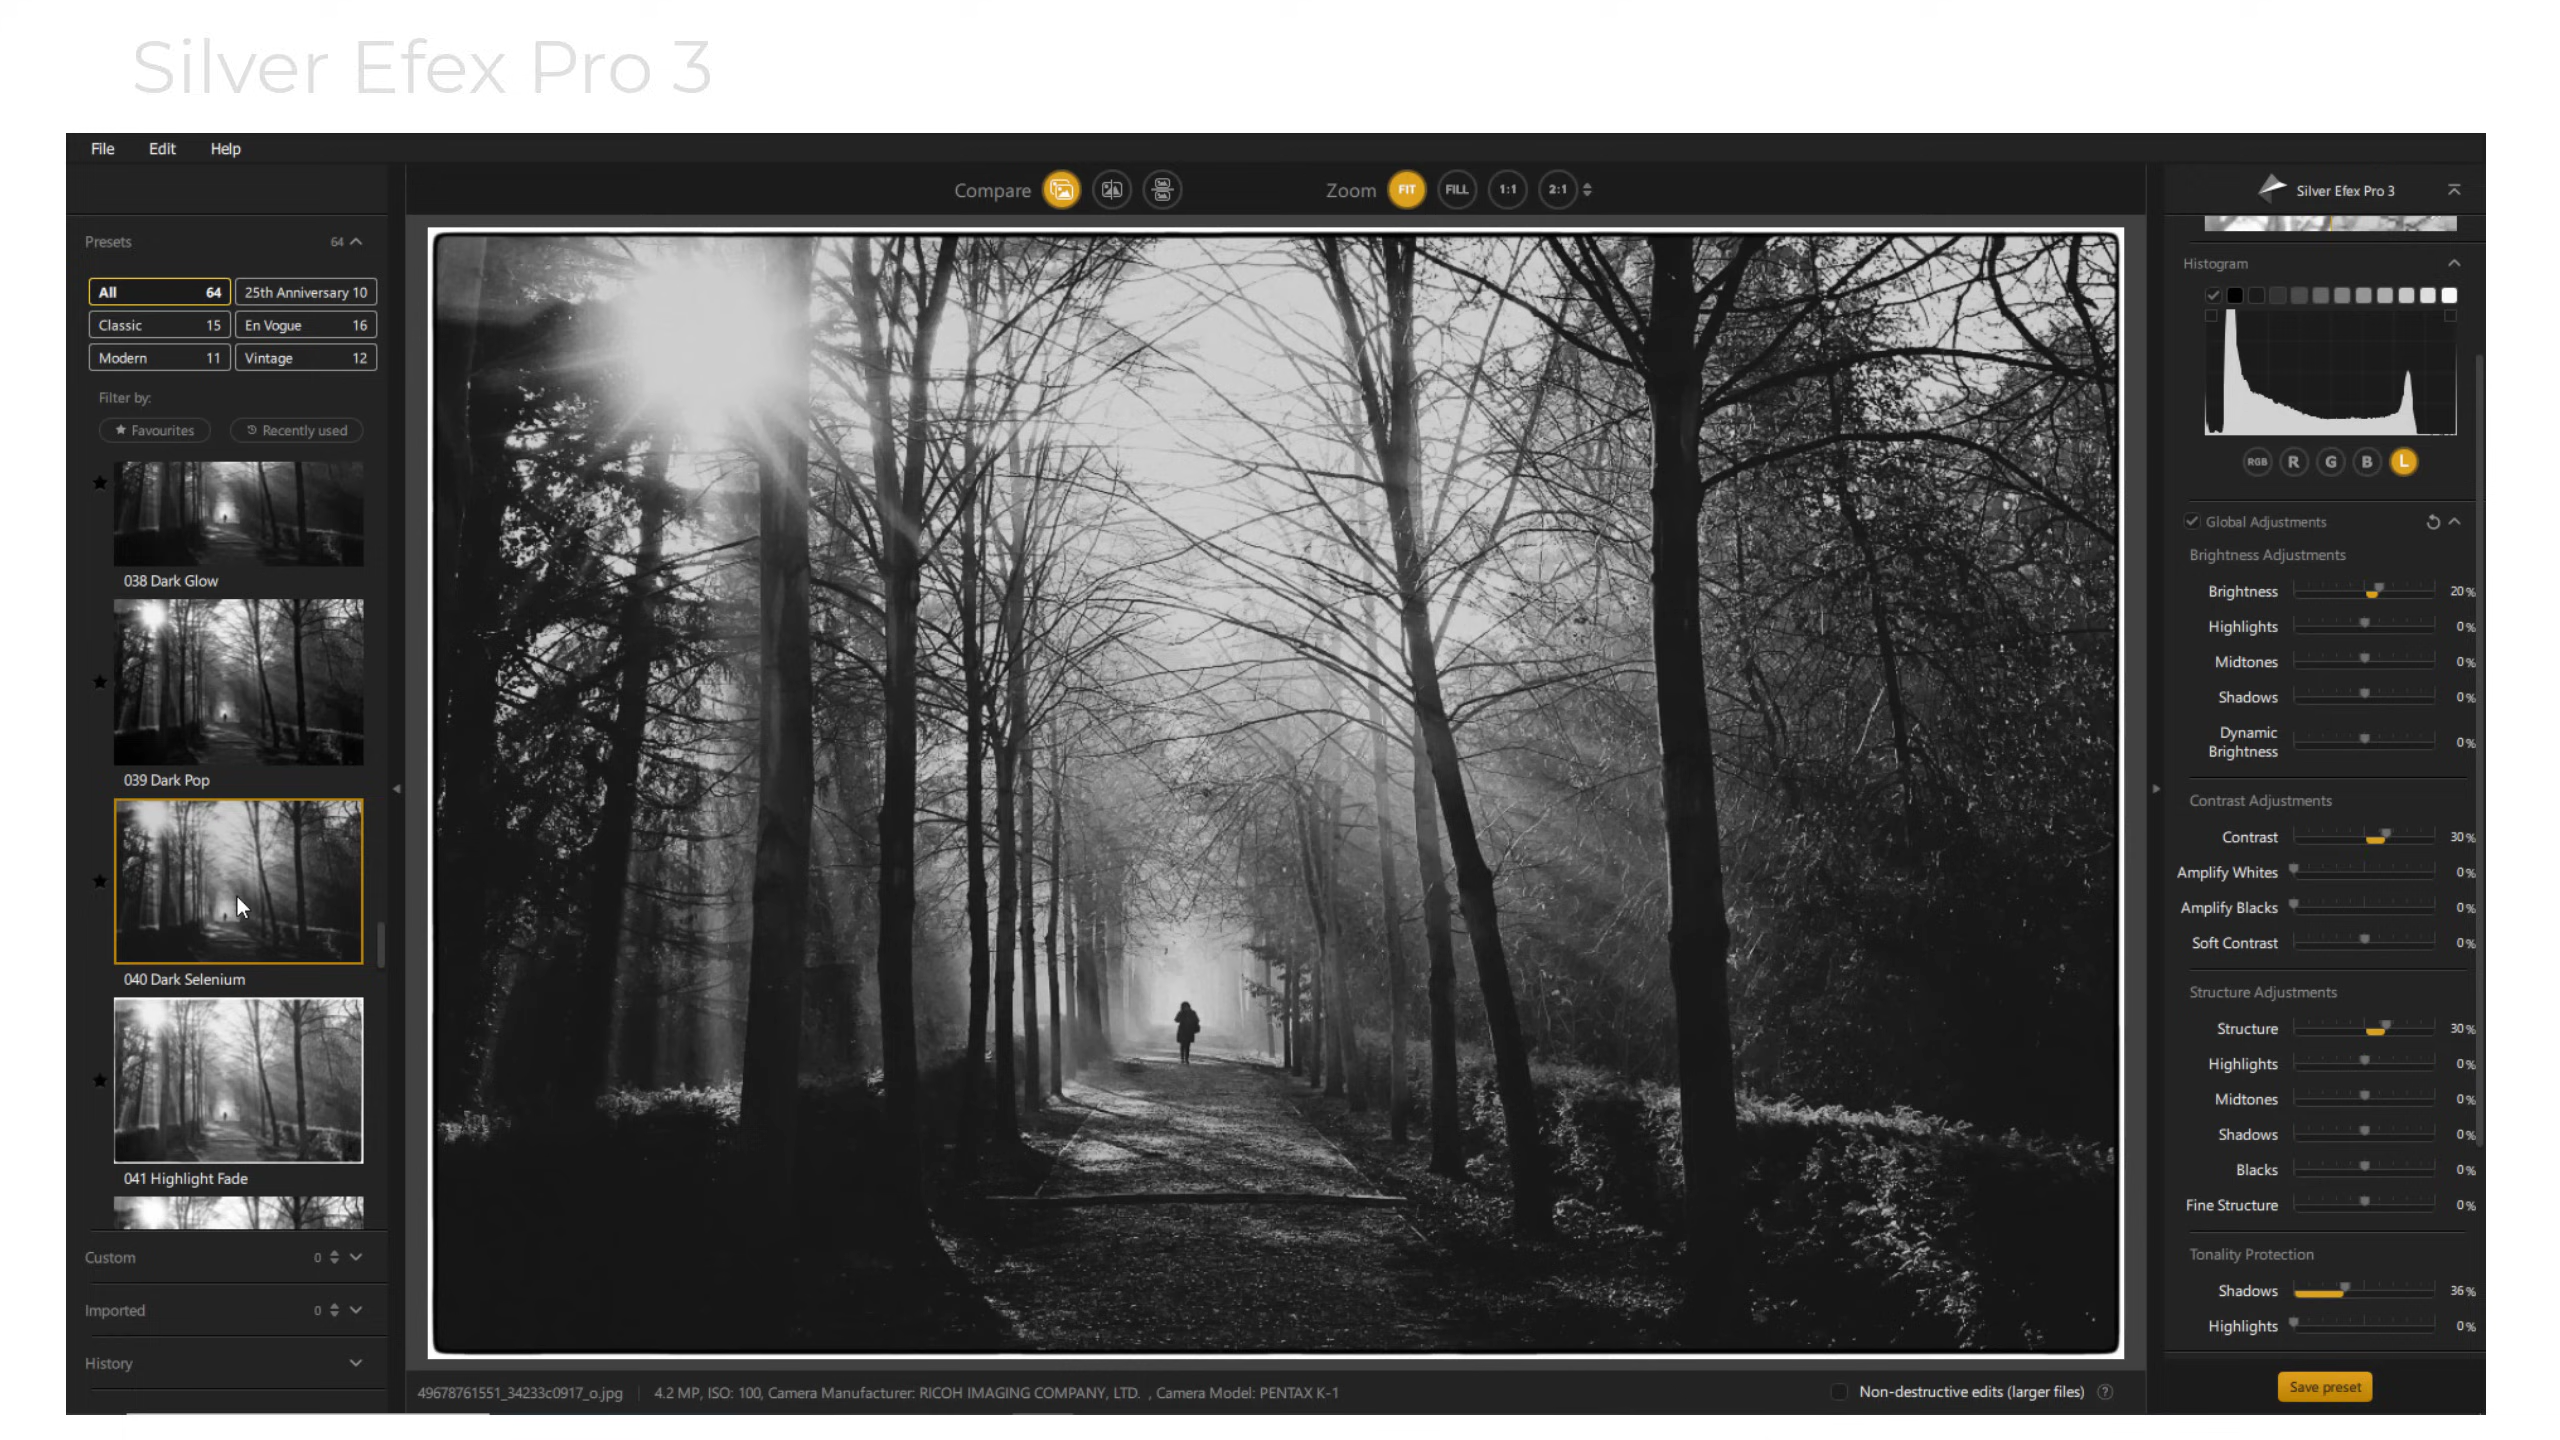 Silver Efex Pro 3
File Edit Help
Compare
Zoom FIT FILL 1:1 2:1
Silver Efex Pro 3
Presets 64
All 64
25th Anniversary 10
Classic 15
En Vogue 16
Modern 11
Vintage 12
Filter by:
Favourites
Recently used
038 Dark Glow
039 Dark Pop
040 Dark Selenium
041 Highlight Fade
Custom 0
Imported 0
History
49678761551_34233c0917_o.jpg
4.2 MP, ISO: 100, Camera Manufacturer: RICOH IMAGING COMPANY, LTD. , Camera Model: PENTAX K-1
Non-destructive edits (larger files) ?
Histogram
RGB R G B L
Global Adjustments
Brightness Adjustments
Brightness 20%
Highlights 0%
Midtones 0%
Shadows 0%
Dynamic
Brightness 0%
Contrast Adjustments
Contrast 30%
Amplify Whites 0%
Amplify Blacks 0%
Soft Contrast 0%
Structure Adjustments
Structure 30%
Highlights 0%
Midtones 0%
Shadows 0%
Blacks 0%
Fine Structure 0%
Tonality Protection
Shadows 36%
Highlights 0%
Save preset